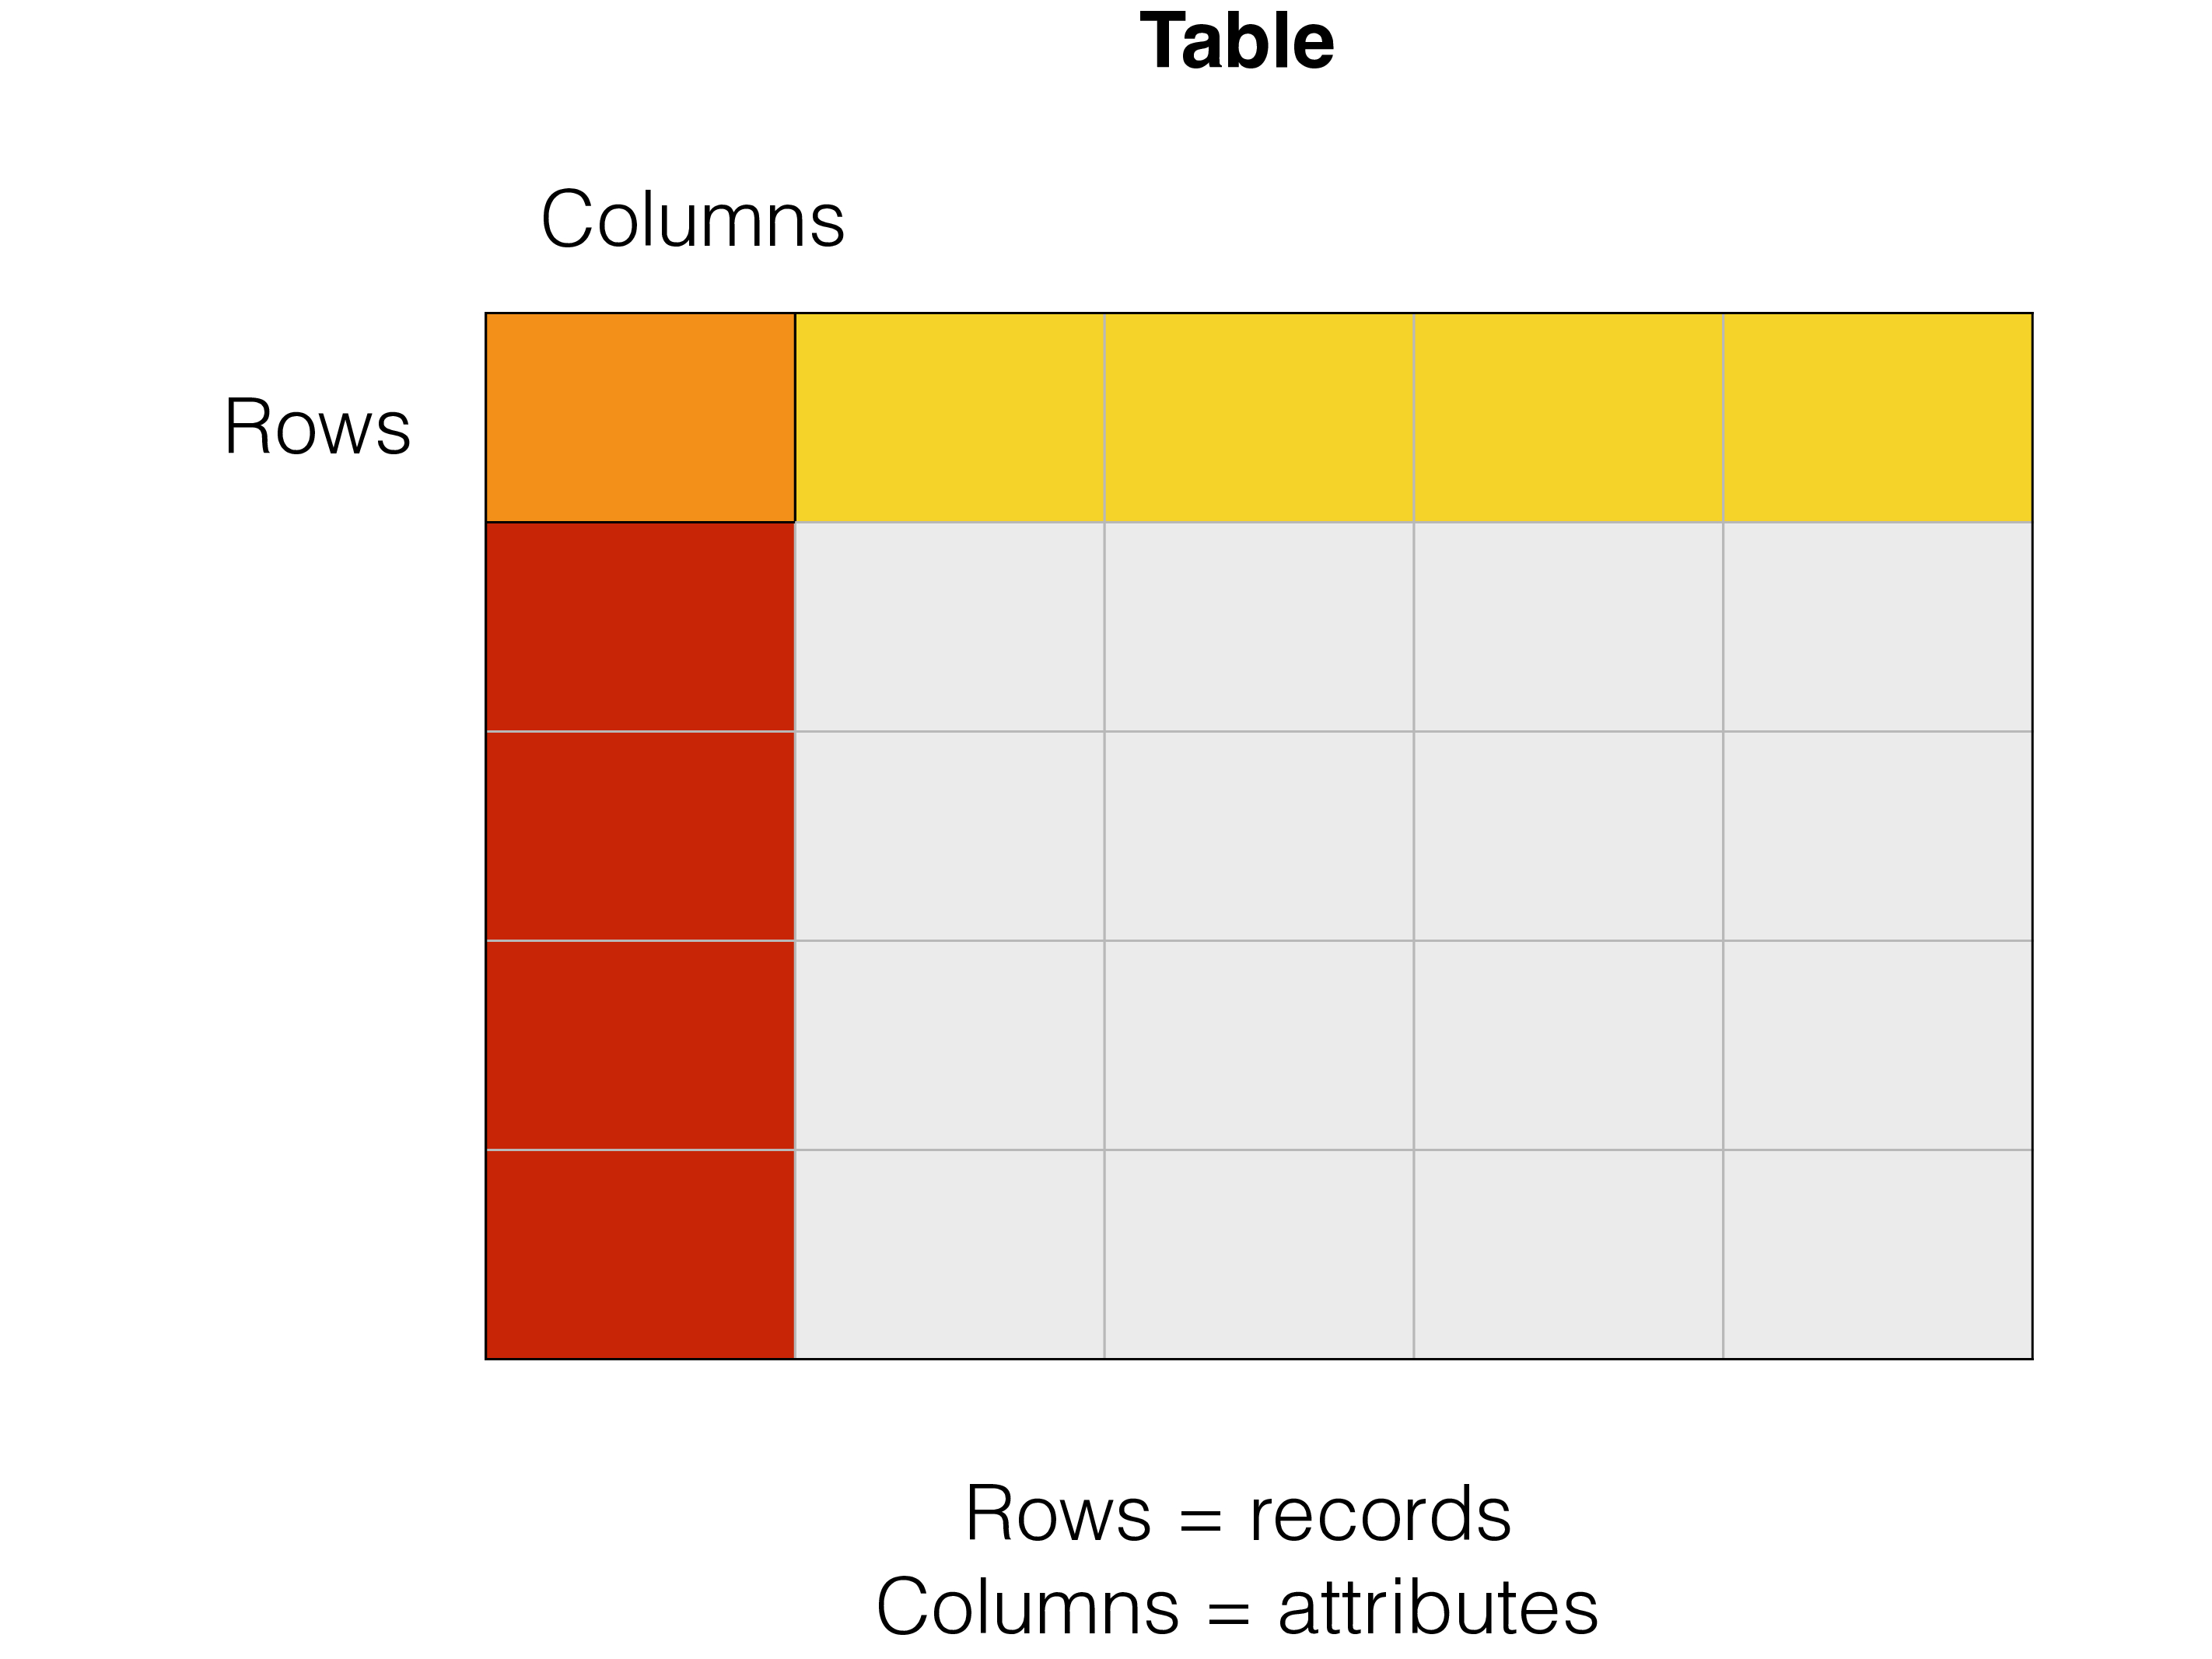 Table
Columns
Rows
Rows = records
Columns = attributes